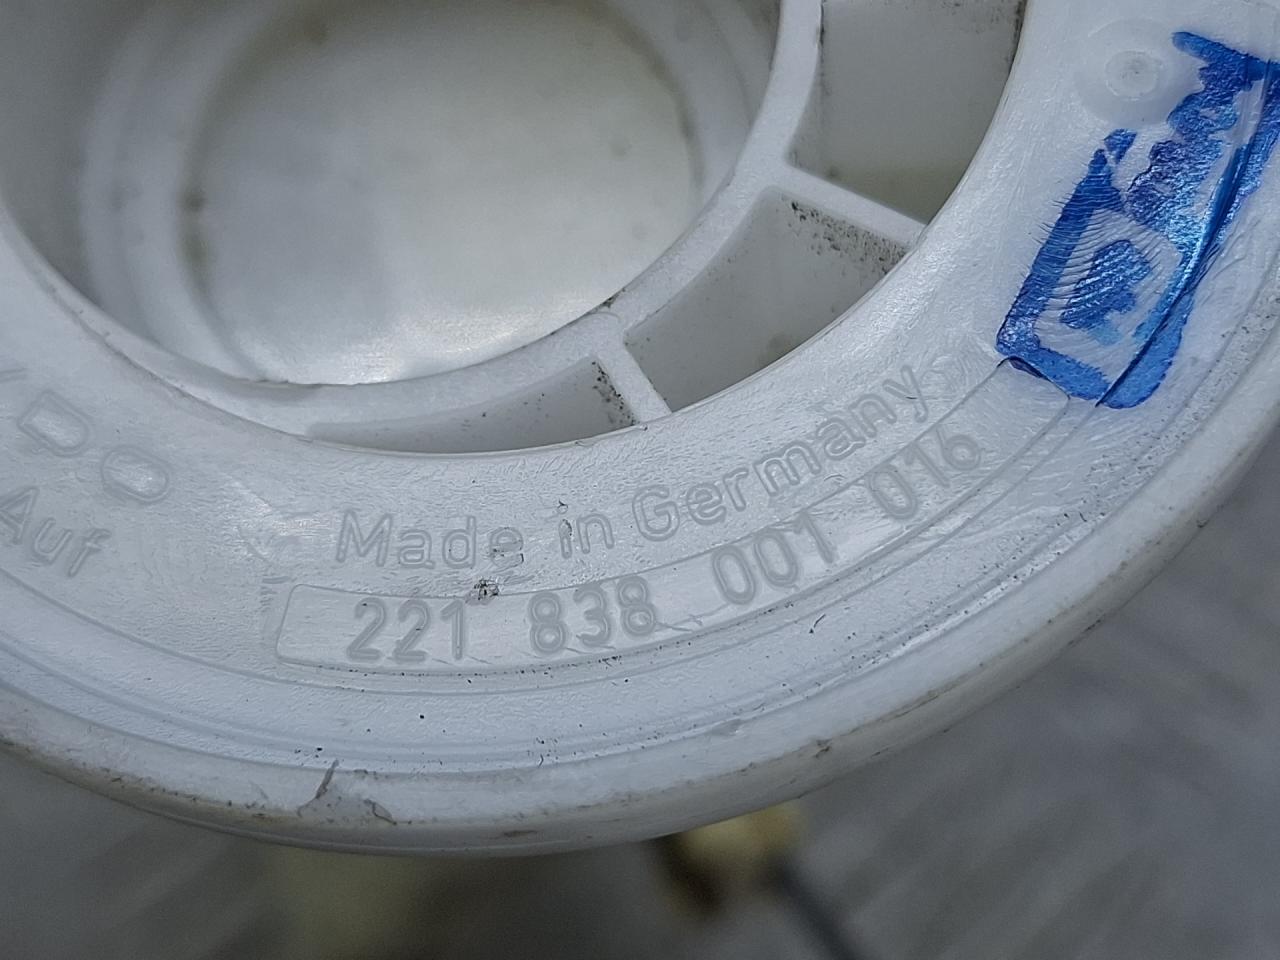 VDO
Auf
Made in Germany
221 838 001 016